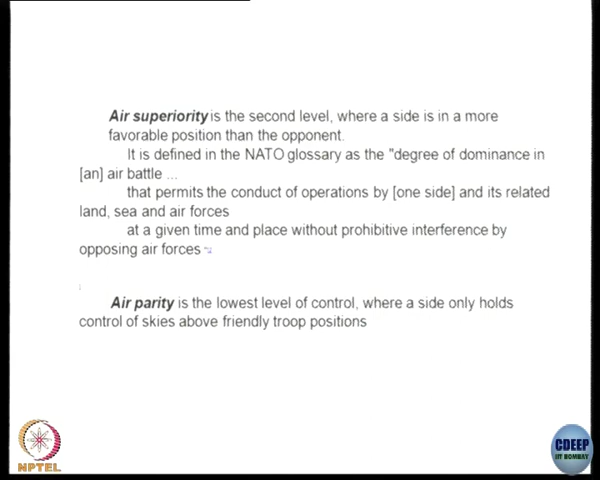 Air superiority is the second level, where a side is in a more
favorable position than the opponent.
It is defined in the NATO glossary as the "degree of dominance in
[an] air battle ...
that permits the conduct of operations by [one side] and its related
land, sea and air forces
at a given time and place without prohibitive interference by
opposing air forces
Air parity is the lowest level of control, where a side only holds
control of skies above friendly troop positions
NPTEL
CDEEP
IIT BOMBAY